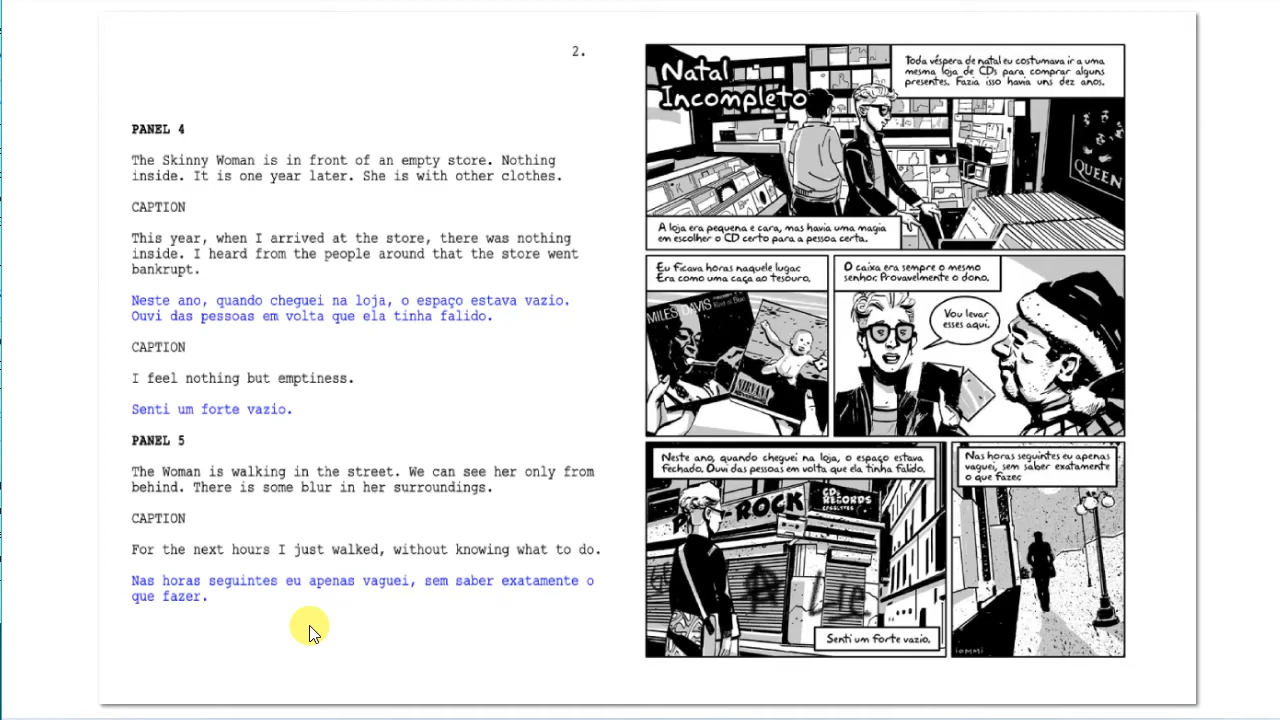 2.
PANEL 4
The Skinny Woman is in front of an empty store. Nothing
inside. It is one year later. She is with other clothes.
CAPTION
This year, when I arrived at the store, there was nothing
inside. I heard from the people around that the store went
bankrupt.
Neste ano, quando cheguei na loja, o espaço estava vazio.
Ouvi das pessoas em volta que ela tinha falido.
CAPTION
I feel nothing but emptiness.
Senti um forte vazio.
PANEL 5
The Woman is walking in the street. We can see her only from
behind. There is some blur in her surroundings.
CAPTION
For the next hours I just walked, without knowing what to do.
Nas horas seguintes eu apenas vaguei, sem saber exatamente o
que fazer.
Natal
Incompleto
Toda véspera de natal eu costumava ir a uma
mesma loja de CDs para comprar alguns
presentes. Fazia isso havia uns dez anos.
QUEEN
A loja era pequena e cara, mas havia uma magia
em escolher o CD certo para a pessoa certa.
Eu ficava horas naquele lugar.
Era como uma caça ao tesouro.
MILES DAVIS
Kind of Blue
NIRVANA
O caixa era sempre o mesmo
senhor. Provavelmente o dono.
Vou levar
esses aqui.
Neste ano, quando cheguei na loja, o espaço estava
fechado. Ouvi das pessoas em volta que ela tinha falido.
ROCK
CDs
RECORDS
Senti um forte vazio.
Nas horas seguintes eu apenas
vaguei, sem saber exatamente
o que fazer.
iammi